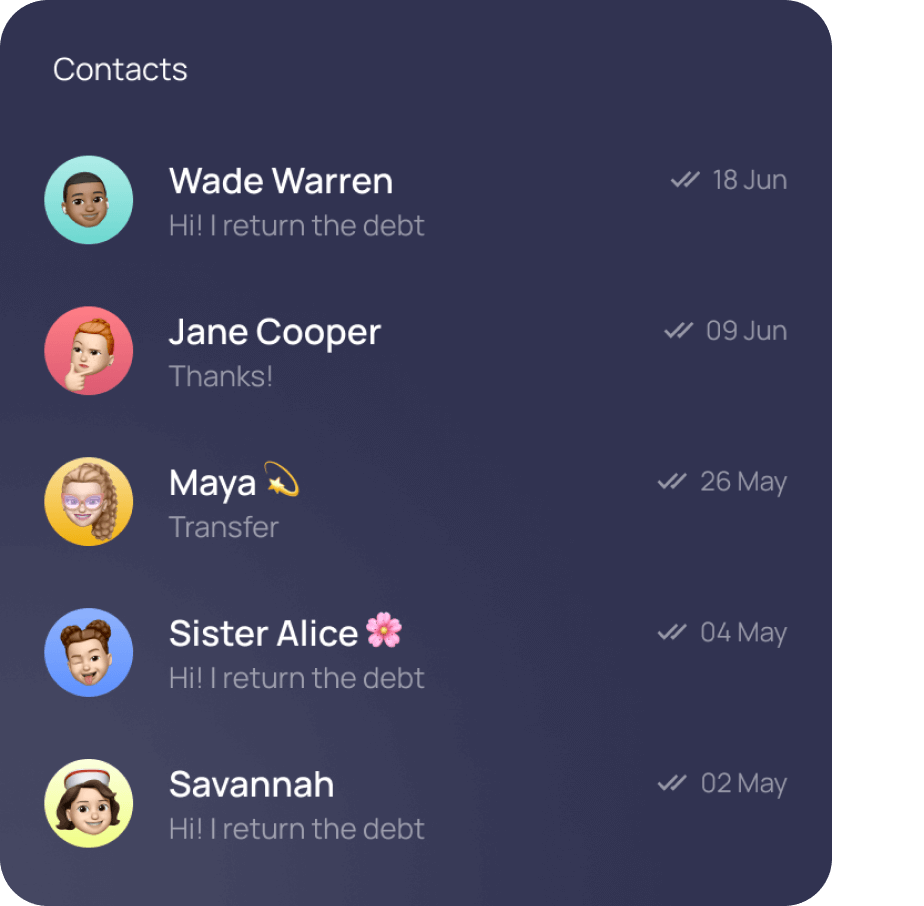 Contacts
Wade Warren 18 Jun
Hi! I return the debt
Jane Cooper 09 Jun
Thanks!
Maya 💫 26 May
Transfer
Sister Alice 🌸 04 May
Hi! I return the debt
Savannah 02 May
Hi! I return the debt